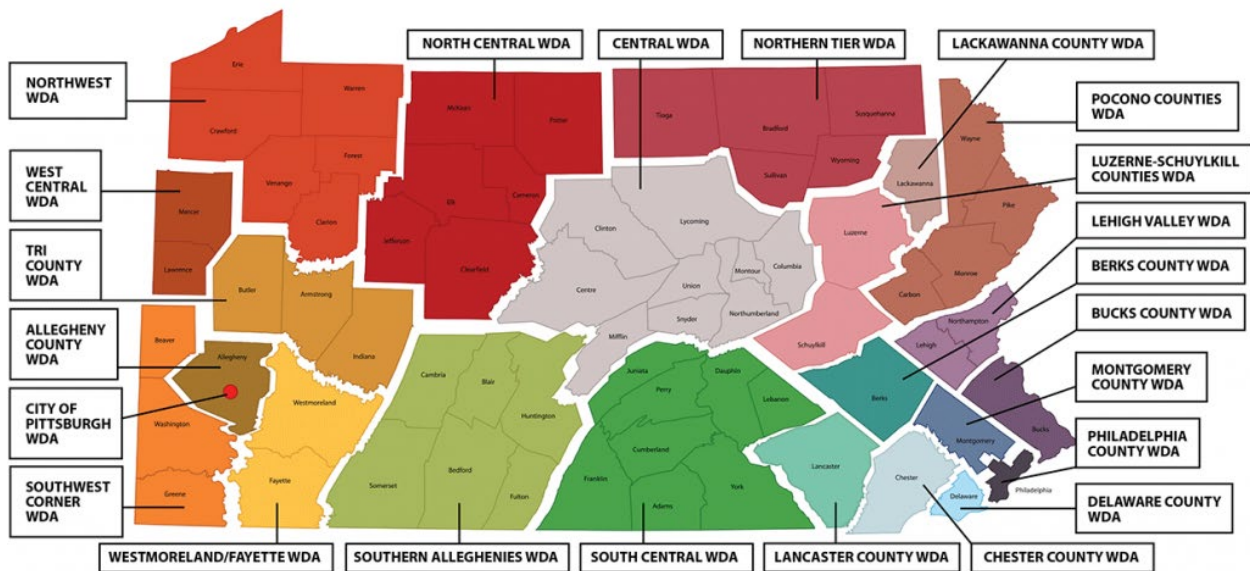 NORTH CENTRAL WDA
CENTRAL WDA
NORTHERN TIER WDA
LACKAWANNA COUNTY WDA
NORTHWEST
WDA
POCONO COUNTIES
WDA
WEST
CENTRAL
WDA
LUZERNE-SCHUYLKILL
COUNTIES WDA
TRI
COUNTY
WDA
LEHIGH VALLEY WDA
BERKS COUNTY WDA
ALLEGHENY
COUNTY
WDA
BUCKS COUNTY WDA
CITY OF
PITTSBURGH
WDA
MONTGOMERY
COUNTY WDA
PHILADELPHIA
COUNTY WDA
SOUTHWEST
CORNER
WDA
DELAWARE COUNTY
WDA
WESTMORELAND/FAYETTE WDA
SOUTHERN ALLEGHENIES WDA
SOUTH CENTRAL WDA
LANCASTER COUNTY WDA
CHESTER COUNTY WDA
Erie
Warren
Crawford
Forest
Venango
Clarion
Mercer
Lawrence
McKean
Potter
Elk
Cameron
Jefferson
Clearfield
Tioga
Bradford
Susquehanna
Sullivan
Wyoming
Lackawanna
Wayne
Pike
Monroe
Carbon
Clinton
Lycoming
Centre
Union
Montour
Columbia
Snyder
Northumberland
Mifflin
Luzerne
Schuylkill
Butler
Armstrong
Indiana
Beaver
Allegheny
Washington
Greene
Westmoreland
Fayette
Cambria
Blair
Huntington
Somerset
Bedford
Fulton
Juniata
Perry
Dauphin
Lebanon
Cumberland
Franklin
Adams
York
Lancaster
Berks
Northampton
Lehigh
Bucks
Montgomery
Chester
Delaware
Philadelphia